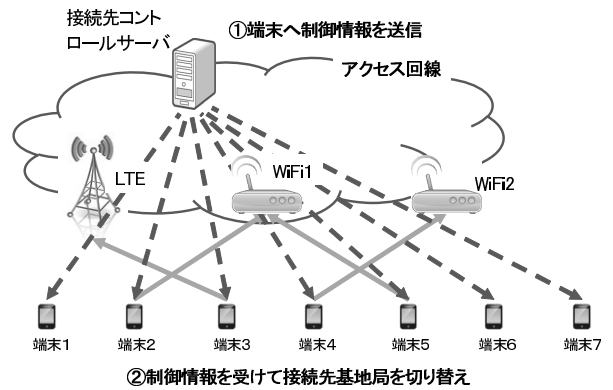 接続先コント
ロールサーバ
①端末へ制御情報を送信
アクセス回線
LTE
WiFi1
WiFi2
端末1
端末2
端末3
端末4
端末5
端末6
端末7
②制御情報を受けて接続先基地局を切り替え